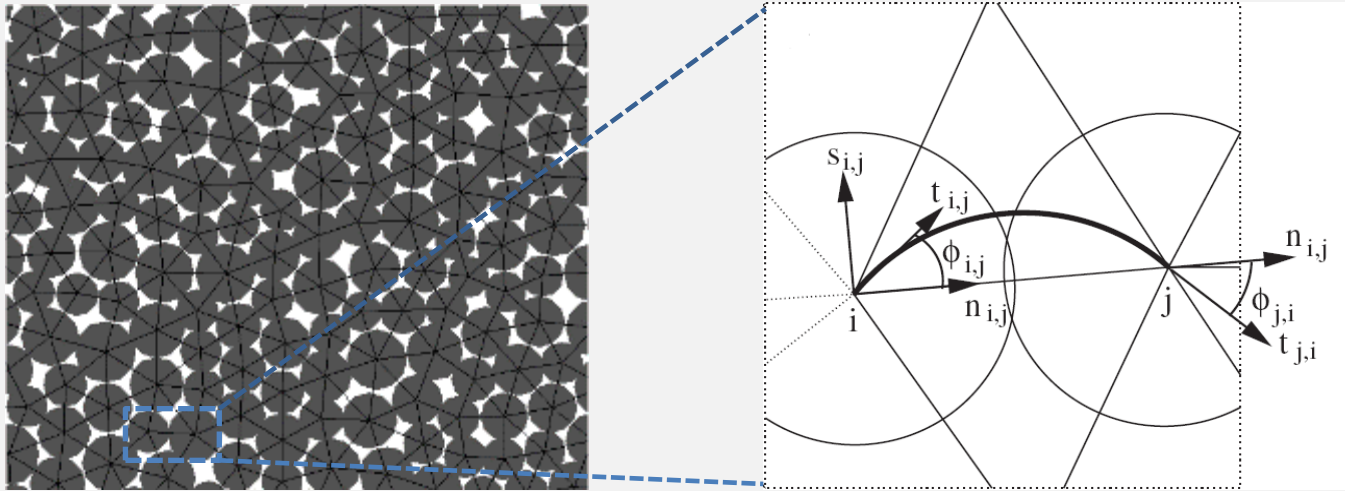 s i,j
t i,j
ϕ i,j
n i,j
i
n i,j
j
ϕ j,i
t j,i